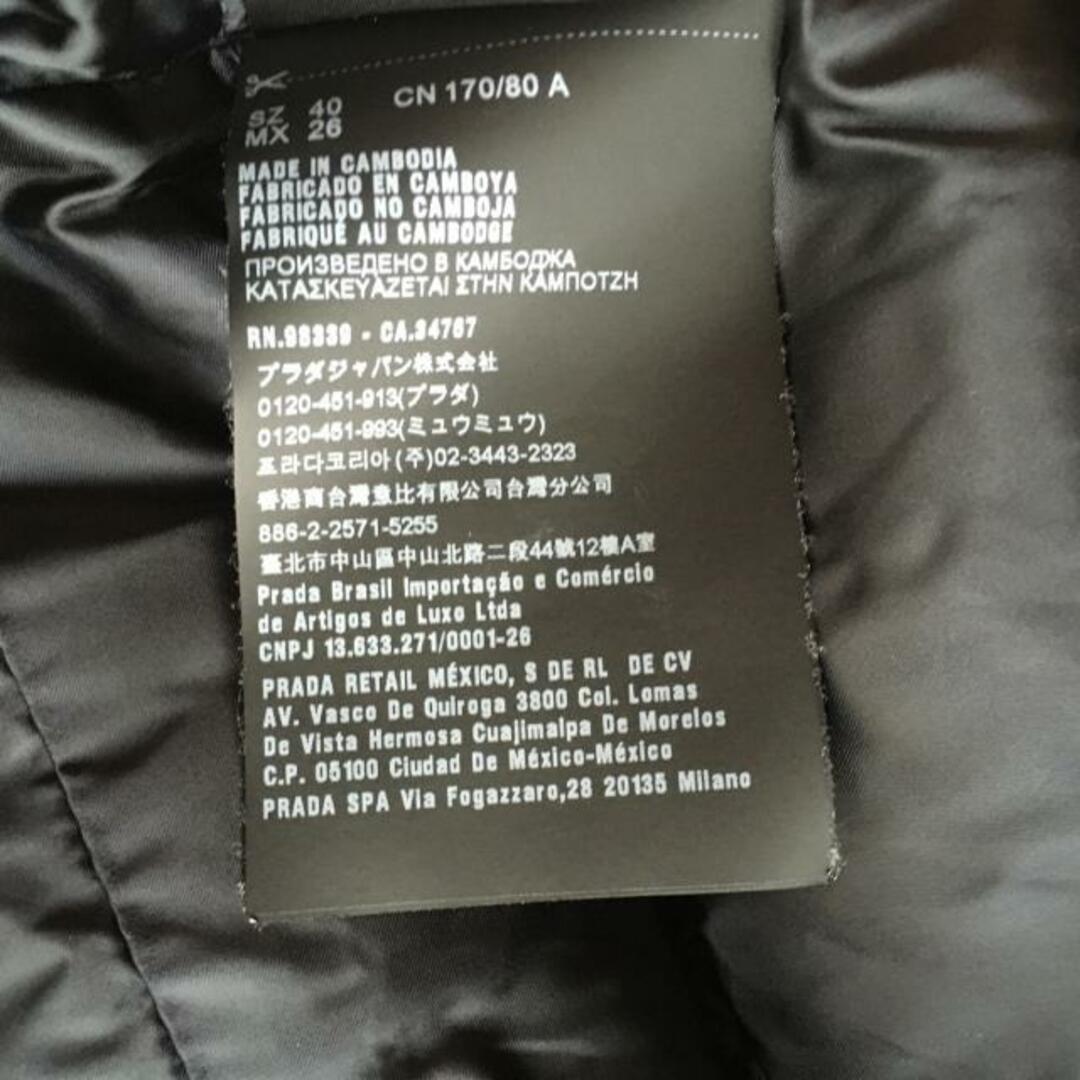 SZ 40 CN 170/80 A
MX 26
MADE IN CAMBODIA
FABRICADO EN CAMBOYA
FABRICADO NO CAMBOJA
FABRIQUÉ AU CAMBODGE
ПРОИЗВЕДЕНО В КАМБОДЖА
ΚΑΤΑΣΚΕΥΆΖΕΤΑΙ ΣΤΗΝ ΚΑΜΠΟΤΖΗ
RN.98339 - CA.34767
プラダジャパン株式会社
0120-451-913(プラダ)
0120-451-993(ミュウミュウ)
프라다코리아(주)02-3443-2323
香港商台灣意比有限公司台灣分公司
886-2-2571-5255
臺北市中山區中山北路二段44號12樓A室
Prada Brasil Importação e Comércio
de Artigos de Luxo Ltda
CNPJ 13.633.271/0001-26
PRADA RETAIL MÉXICO, S DE RL DE CV
AV. Vasco De Quiroga 3800 Col. Lomas
De Vista Hermosa Cuajimalpa De Morelos
C.P. 05100 Ciudad De México-México
PRADA SPA Via Fogazzaro,28 20135 Milano